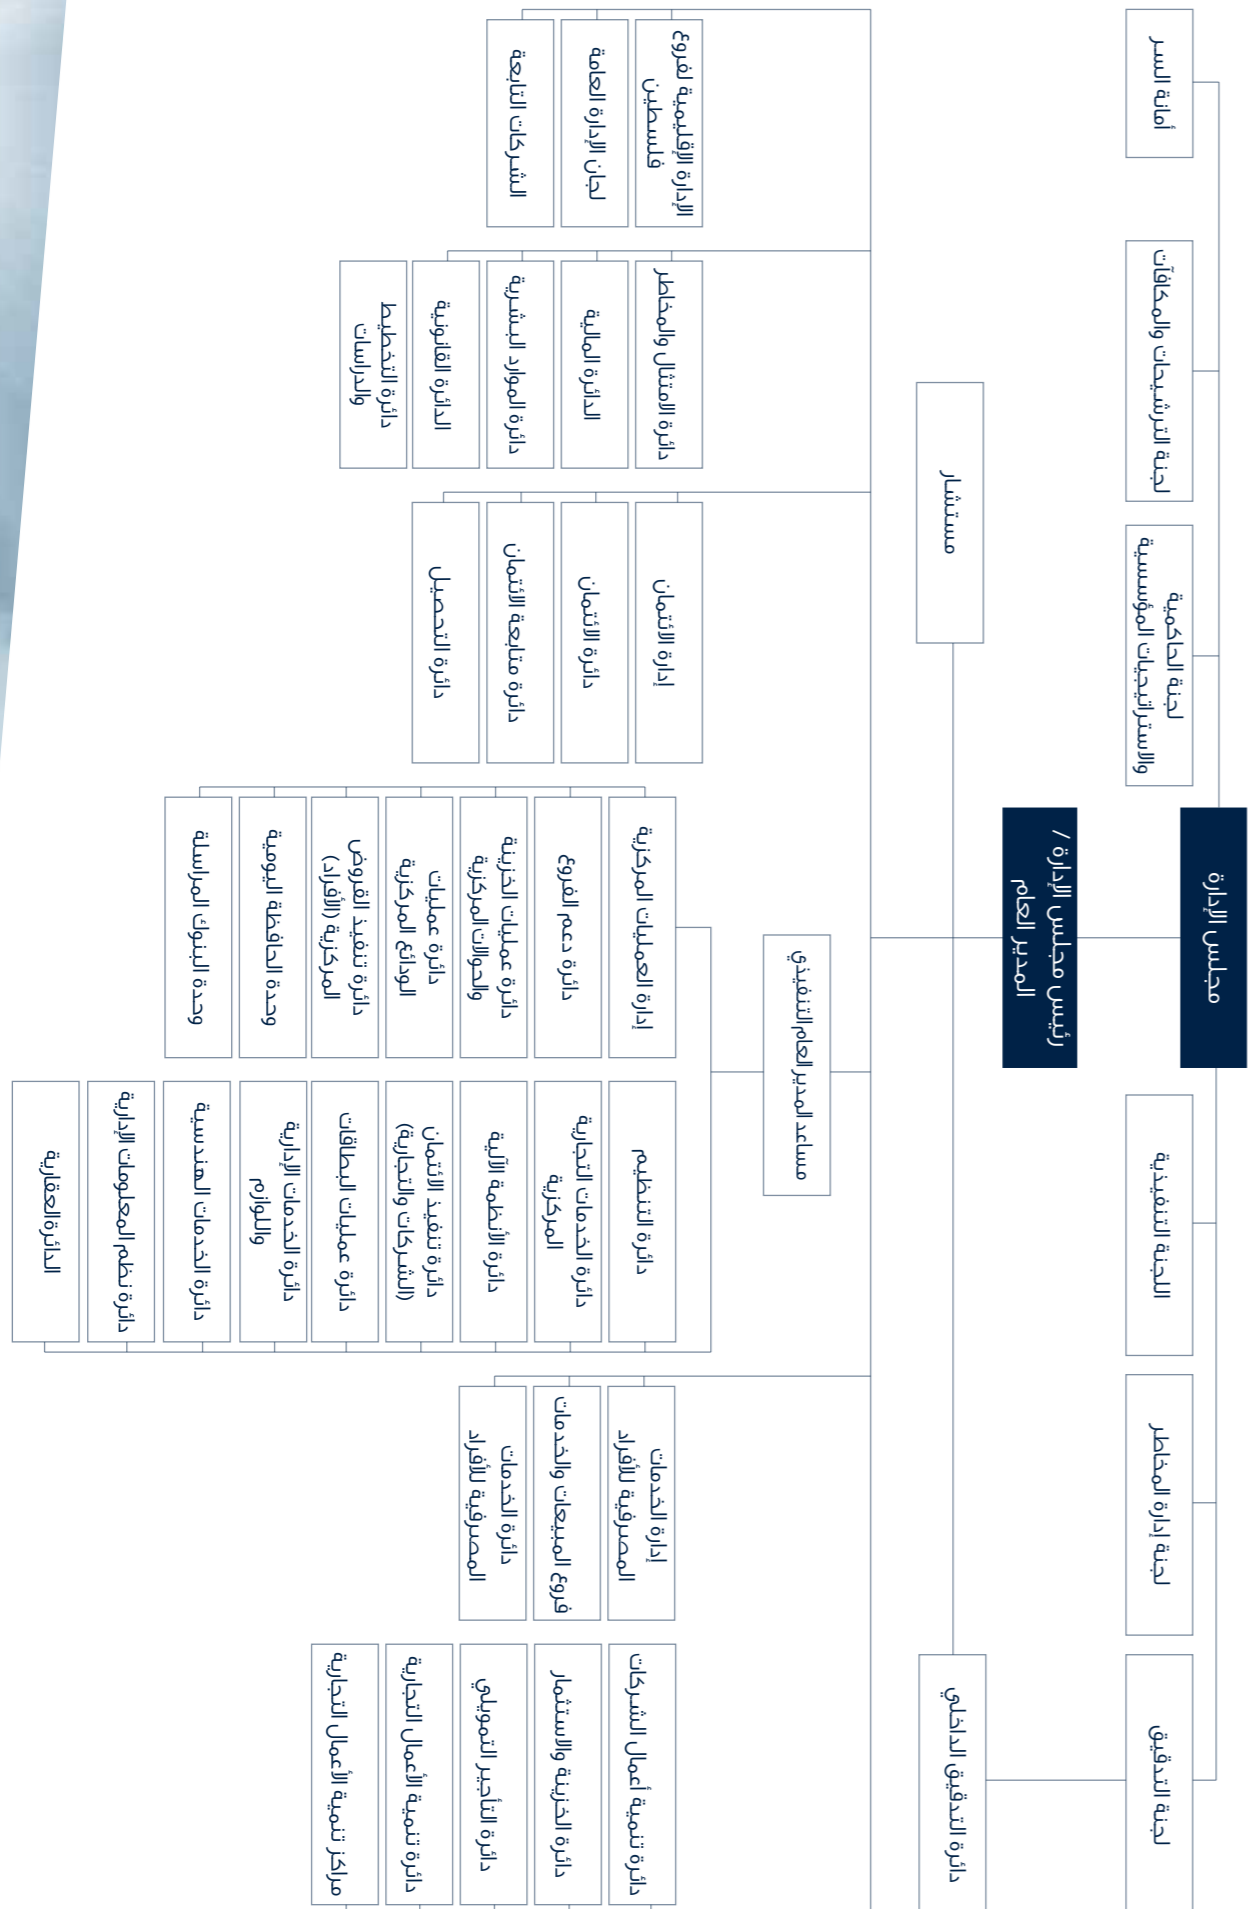 مجلس الإدارة
أمانة السر
لجنة الترشيحات والمكافآت
لجنة الحاكمية
والاستراتيجيات المؤسسية
اللجنة التنفيذية
لجنة إدارة المخاطر
لجنة التدقيق
رئيس مجلس الإدارة /
المدير العام
مستشار
دائرة التدقيق الداخلي
الإدارة الإقليمية لفروع
فلسطين
لجان الإدارة العامة
الشركات التابعة
دائرة الامتثال والمخاطر
الدائرة المالية
دائرة الموارد البشرية
الدائرة القانونية
دائرة التخطيط
والدراسات
إدارة الائتمان
دائرة الائتمان
دائرة متابعة الائتمان
دائرة التحصيل
مساعد المدير العام التنفيذي
إدارة العمليات المركزية
دائرة دعم الفروع
دائرة عمليات الخزينة
والحوالات المركزية
دائرة عمليات
الودائع المركزية
دائرة تنفيذ القروض
المركزية (الأفراد)
وحدة الحافظة اليومية
وحدة البنوك المراسلة
دائرة التنظيم
دائرة الخدمات التجارية
المركزية
دائرة الأنظمة الآلية
دائرة تنفيذ الائتمان
(الشركات والتجارية)
دائرة عمليات البطاقات
دائرة الخدمات الإدارية
واللوازم
دائرة الخدمات الهندسية
دائرة نظم المعلومات الإدارية
الدائرة العقارية
إدارة الخدمات
المصرفية للأفراد
فروع المبيعات والخدمات
دائرة الخدمات
المصرفية للأفراد
دائرة تنمية أعمال الشركات
دائرة الخزينة والاستثمار
دائرة التأجير التمويلي
دائرة تنمية الأعمال التجارية
مراكز تنمية الأعمال التجارية